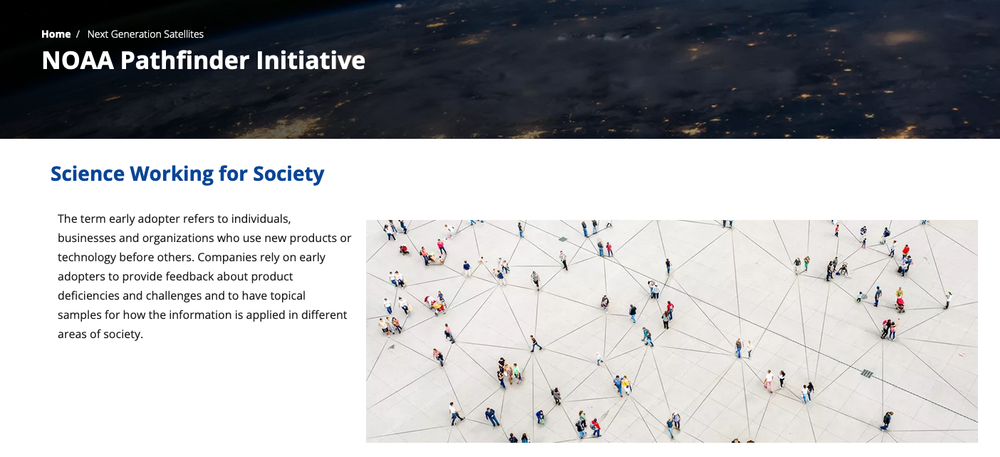 Home / Next Generation Satellites
NOAA Pathfinder Initiative
Science Working for Society
The term early adopter refers to individuals,
businesses and organizations who use new products or
technology before others. Companies rely on early
adopters to provide feedback about product
deficiencies and challenges and to have topical
samples for how the information is applied in different
areas of society.